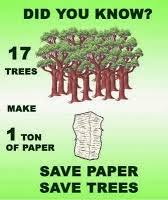 DID YOU KNOW?
17
TREES
MAKE
1 TON
OF PAPER
SAVE PAPER
SAVE TREES